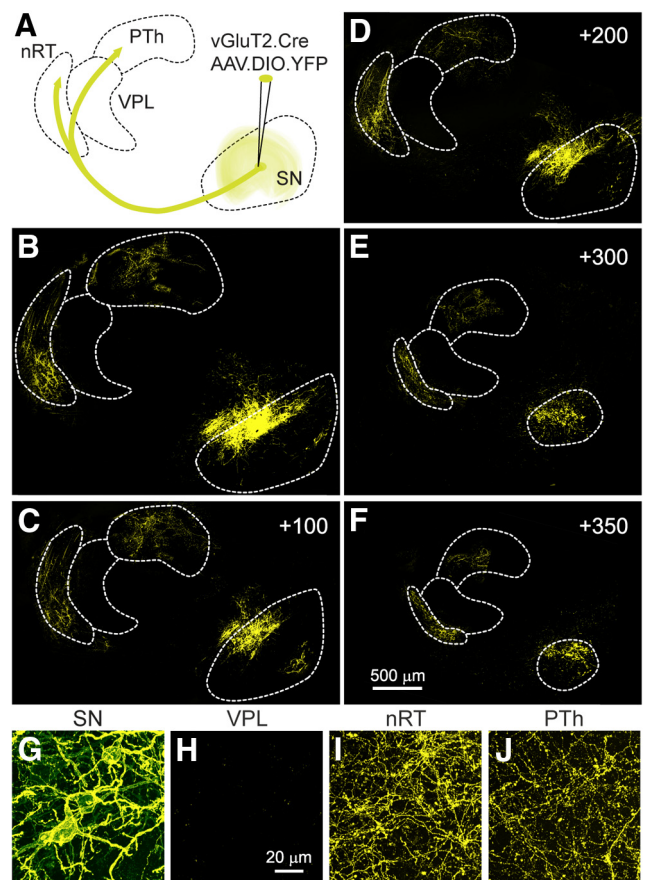 A
nRT
PTh
VPL
vGluT2.Cre
AAV.DIO.YFP
SN
B
C
+100
D
+200
E
+300
F
+350
500 µm
SN
VPL
nRT
PTh
G
H
20 µm
I
J